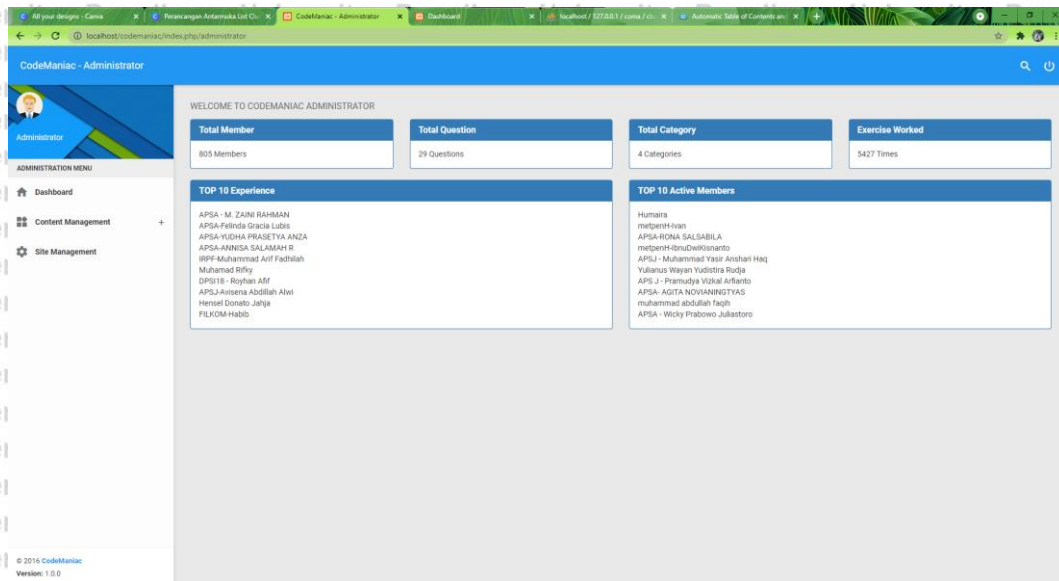 All your designs - Canva
Perancangan Antarmuka List Cl
CodeManiac - Administrator
Dashboard
localhost / 127.0.0.1 / coma /
Automatic Table of Contents an
localhost/codemaniac/index.php/administrator
CodeManiac - Administrator
Administrator
ADMINISTRATION MENU
Dashboard
Content Management +
Site Management
© 2016 CodeManiac
Version: 1.0.0
WELCOME TO CODEMANIAC ADMINISTRATOR
Total Member
805 Members
Total Question
29 Questions
Total Category
4 Categories
Exercise Worked
5427 Times
TOP 10 Experience
APSA - M. ZAINI RAHMAN
APSA-Felinda Gracia Lubis
APSA-YUDHA PRASETYA ANZA
APSA-ANNISA SALAMAH R
IRPF-Muhammad Arif Fadhilah
Muhamad Rifky
DPSI18 - Royhan Afif
APSJ-Avisena Abdillah Alwi
Hensel Donato Jahja
FILKOM-Habib
TOP 10 Active Members
Humaira
metpenH-Ivan
APSA-RONA SALSABILA
metpenH-IbnuDwiKisnanto
APSJ - Muhammad Yasir Anshari Haq
Yulianus Wayan Yudistira Rudja
APS J - Pramudya Vizkal Arfianto
APSA- AGITA NOVIANINGTYAS
muhammad abdullah faqih
APSA - Wicky Prabowo Juliastoro